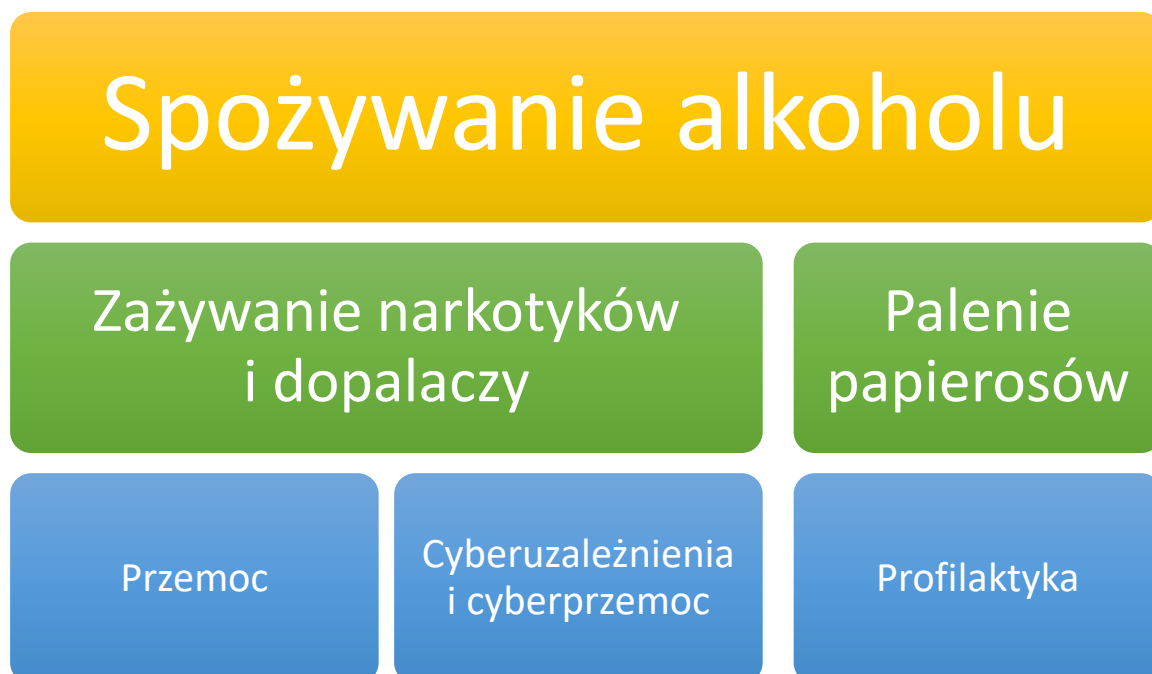 Spożywanie alkoholu
Zażywanie narkotyków
i dopalaczy
Palenie
papierosów
Przemoc
Cyberuzależnienia
i cyberprzemoc
Profilaktyka